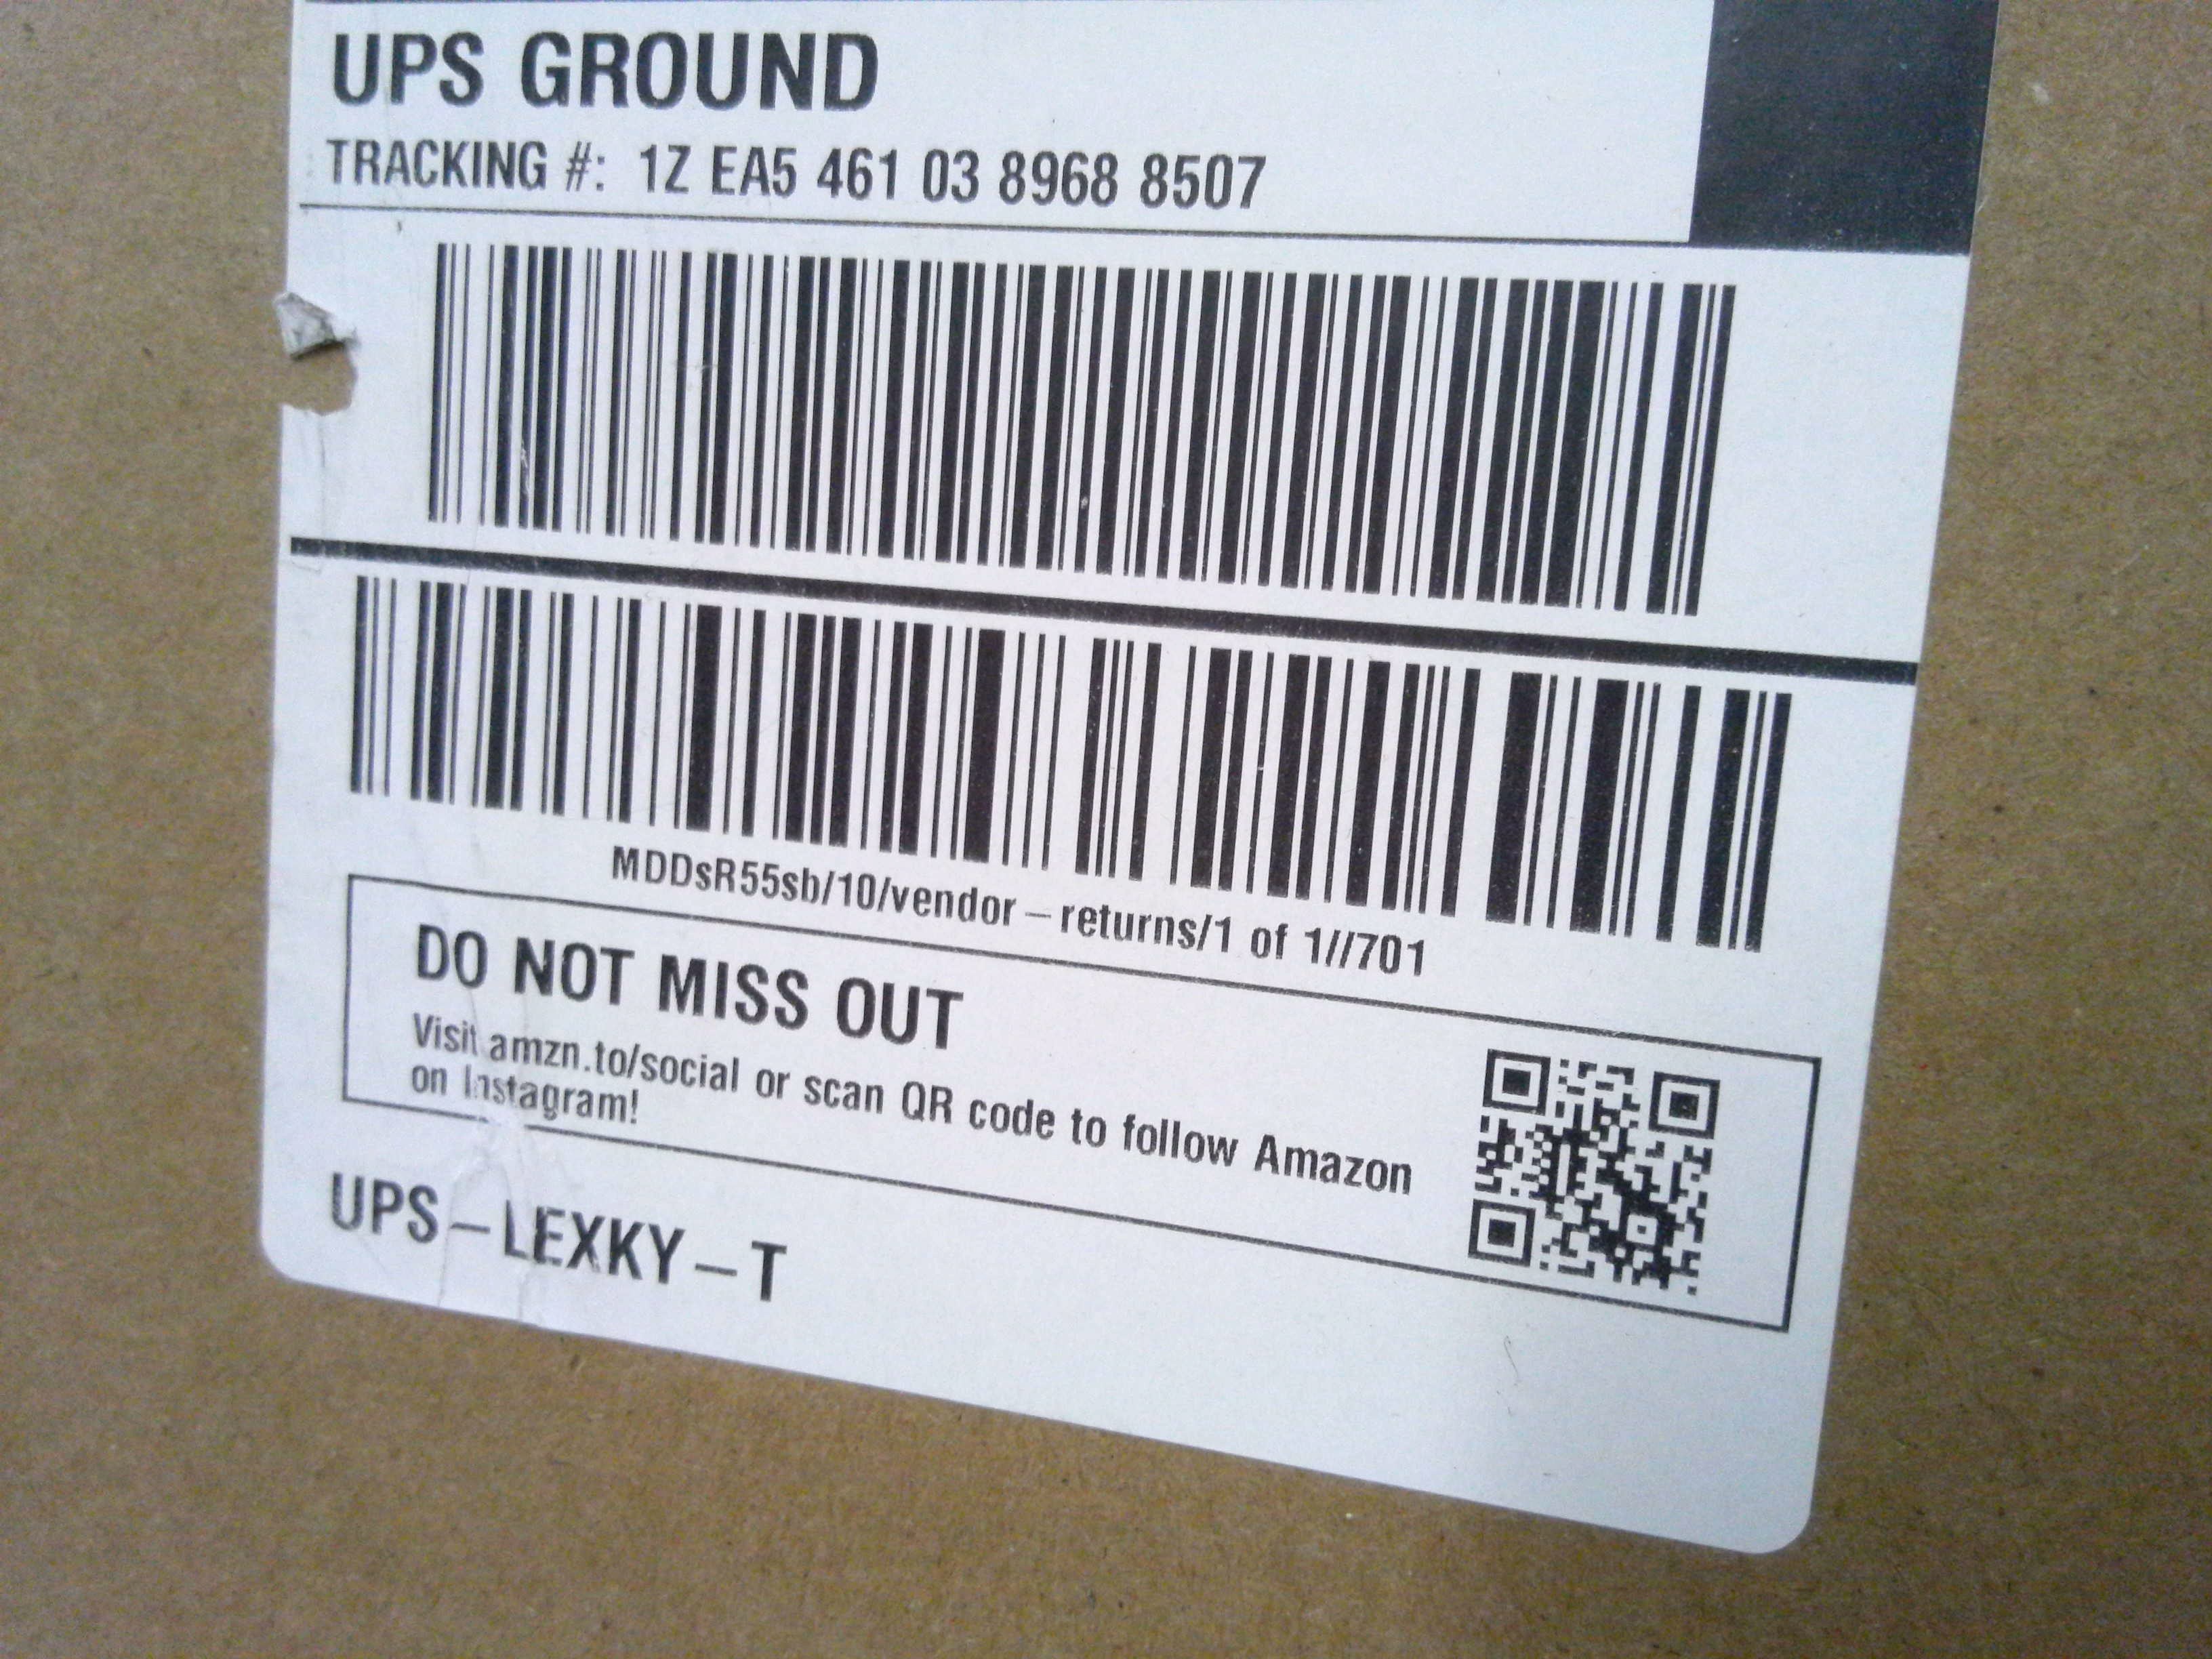 UPS GROUND
TRACKING #: 1Z EA5 461 03 8968 8507
MDDsR55sb/10/vendor-returns/1 of 1//701
DO NOT MISS OUT
Visit amzn.to/social or scan QR code to follow Amazon
on Instagram!
UPS-LEXKY-T